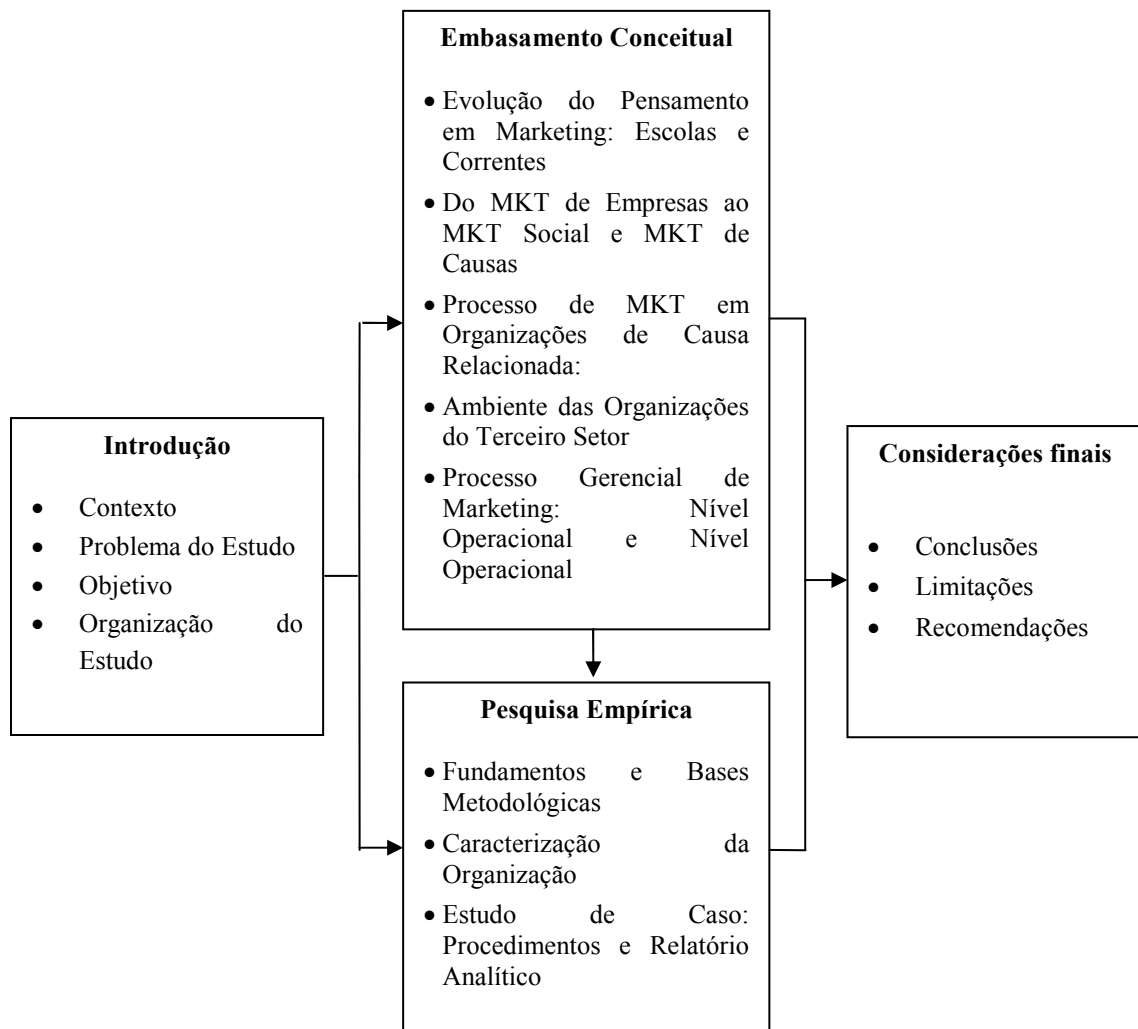 Introdução
• Contexto
• Problema do Estudo
• Objetivo
• Organização do
Estudo
Embasamento Conceitual
• Evolução do Pensamento
em Marketing: Escolas e
Correntes
• Do MKT de Empresas ao
MKT Social e MKT de
Causas
• Processo de MKT em
Organizações de Causa
Relacionada:
• Ambiente das Organizações
do Terceiro Setor
• Processo Gerencial de
Marketing: Nível
Operacional e Nível
Operacional
Pesquisa Empírica
• Fundamentos e Bases
Metodológicas
• Caracterização da
Organização
• Estudo de Caso:
Procedimentos e Relatório
Analítico
Considerações finais
• Conclusões
• Limitações
• Recomendações